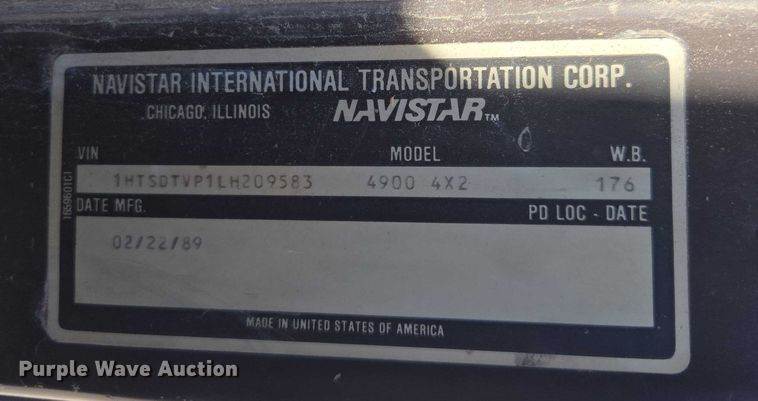 NAVISTAR INTERNATIONAL TRANSPORTATION CORP.
CHICAGO, ILLINOIS NAVISTAR™
VIN MODEL W.B.
1HTSDTVP1LH209583 4900 4X2 176
DATE MFG. PD LOC - DATE
02/22/89
MADE IN UNITED STATES OF AMERICA
1659601C1
Purple Wave Auction